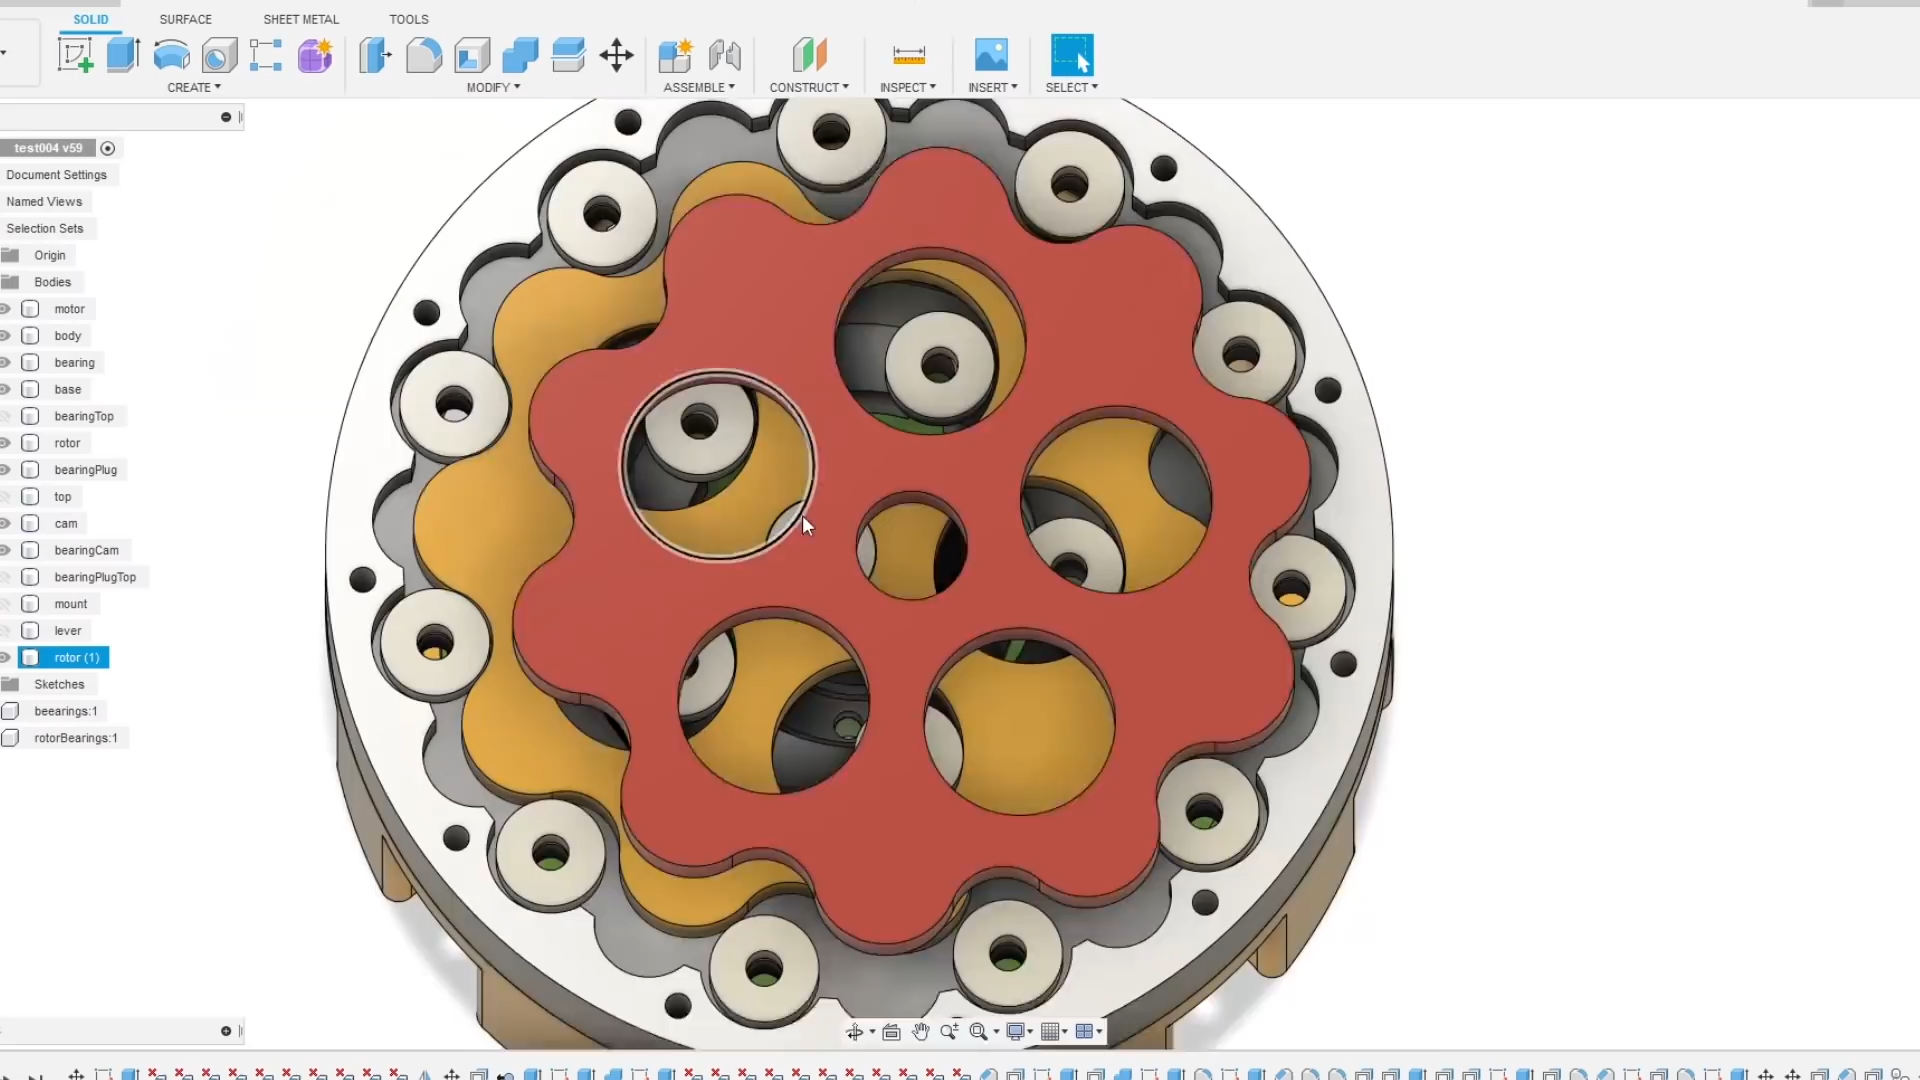 SOLID SURFACE SHEET METAL TOOLS
CREATE MODIFY ASSEMBLE CONSTRUCT INSPECT INSERT SELECT
test004 v59
Document Settings
Named Views
Selection Sets
Origin
Bodies
motor
body
bearing
base
bearingTop
rotor
bearingPlug
top
cam
bearingCam
bearingPlugTop
mount
lever
rotor (1)
Sketches
beearings:1
rotorBearings:1